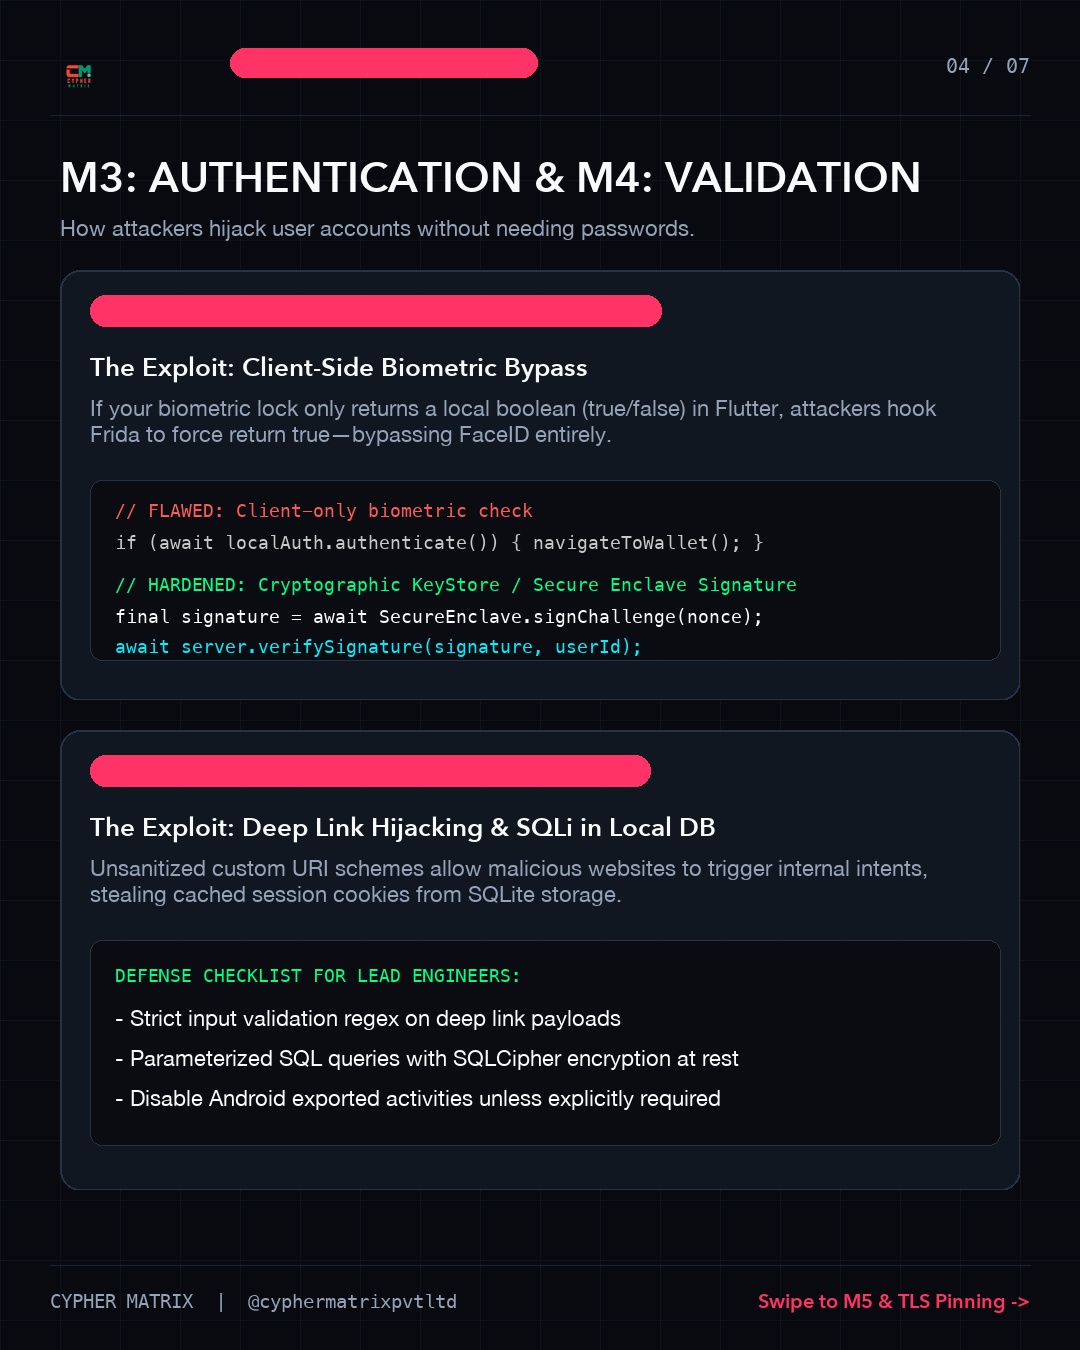 CM
CYPHER
MATRIX
04 / 07
M3: AUTHENTICATION & M4: VALIDATION
How attackers hijack user accounts without needing passwords.
The Exploit: Client-Side Biometric Bypass
If your biometric lock only returns a local boolean (true/false) in Flutter, attackers hook
Frida to force return true—bypassing FaceID entirely.
// FLAWED: Client-only biometric check
if (await localAuth.authenticate()) { navigateToWallet(); }
// HARDENED: Cryptographic KeyStore / Secure Enclave Signature
final signature = await SecureEnclave.signChallenge(nonce);
await server.verifySignature(signature, userId);
The Exploit: Deep Link Hijacking & SQLi in Local DB
Unsanitized custom URI schemes allow malicious websites to trigger internal intents,
stealing cached session cookies from SQLite storage.
DEFENSE CHECKLIST FOR LEAD ENGINEERS:
- Strict input validation regex on deep link payloads
- Parameterized SQL queries with SQLCipher encryption at rest
- Disable Android exported activities unless explicitly required
CYPHER MATRIX | @cyphermatrixpvtltd
Swipe to M5 & TLS Pinning ->